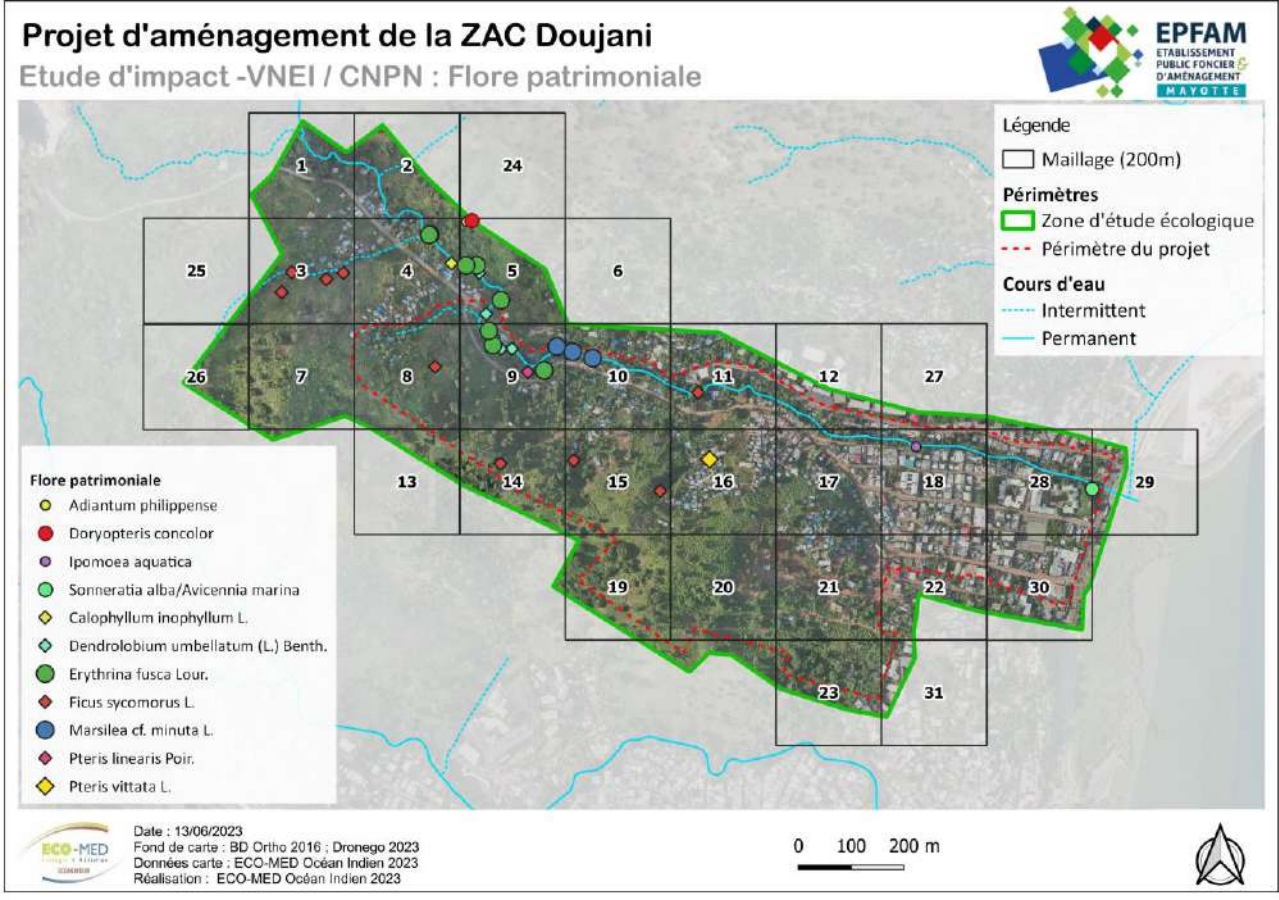 Projet d'aménagement de la ZAC Doujani
Etude d'impact -VNEI / CNPN : Flore patrimoniale
EPFAM
ETABLISSEMENT
PUBLIC FONCIER &
D'AMÉNAGEMENT
MAYOTTE
Légende
Maillage (200m)
Périmètres
Zone d'étude écologique
Périmètre du projet
Cours d'eau
Intermittent
Permanent
1
2
24
25
3
4
5
6
26
7
8
9
10
11
12
27
13
14
15
16
17
18
28
29
19
20
21
22
30
23
31
Flore patrimoniale
Adiantum philippense
Doryopteris concolor
Ipomoea aquatica
Sonneratia alba/Avicennia marina
Calophyllum inophyllum L.
Dendrolobium umbellatum (L.) Benth.
Erythrina fusca Lour.
Ficus sycomorus L.
Marsilea cf. minuta L.
Pteris linearis Poir.
Pteris vittata L.
ECO-MED
Date : 13/06/2023
Fond de carte : BD Ortho 2016 ; Dronego 2023
Données carte : ECO-MED Océan Indien 2023
Réalisation : ECO-MED Océan Indien 2023
0 100 200 m